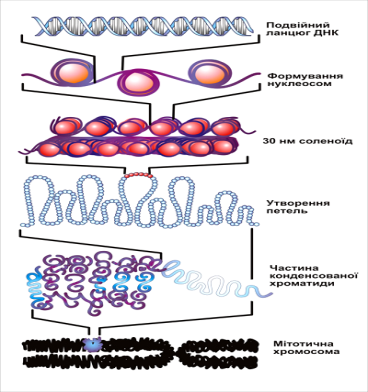 Подвійний
ланцюг ДНК
Формування
нуклеосом
30 нм соленоїд
Утворення
петель
Частина
конденсованої
хроматиди
Мітотична
хромосома